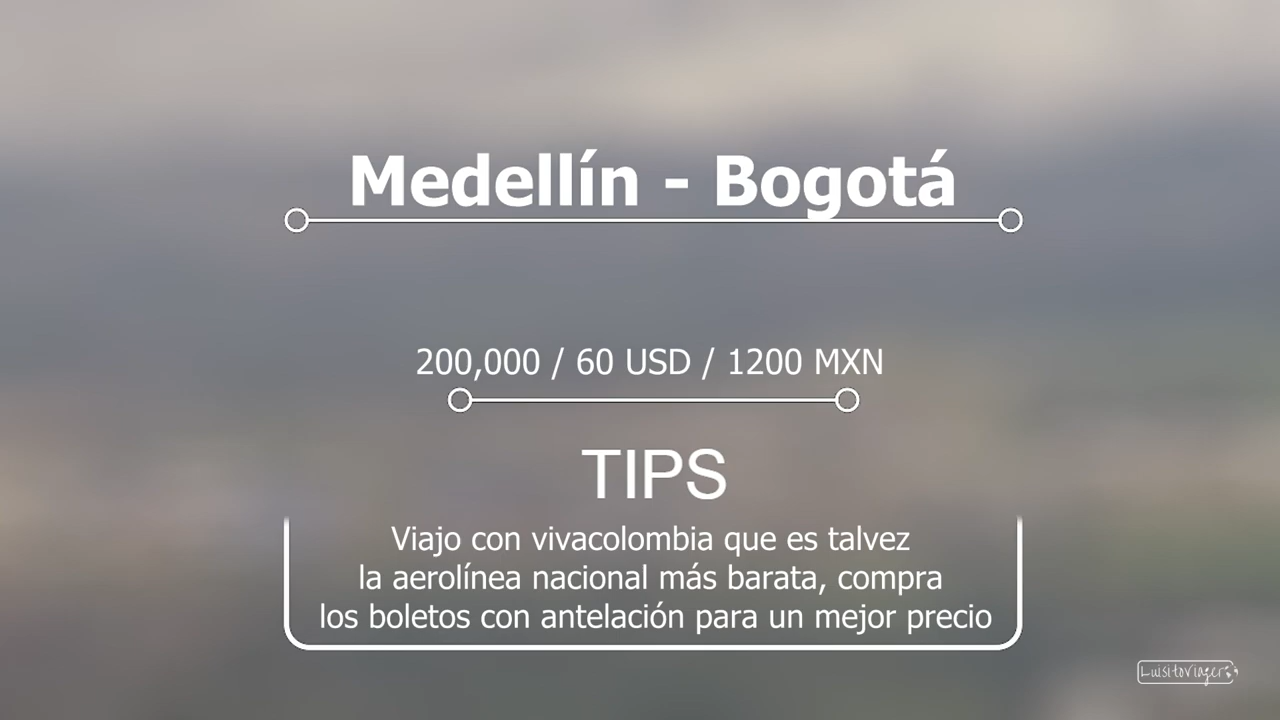 Medellín - Bogotá
200,000 / 60 USD / 1200 MXN
TIPS
Viajo con vivacolombia que es talvez
la aerolínea nacional más barata, compra
los boletos con antelación para un mejor precio
Luisitoviajero